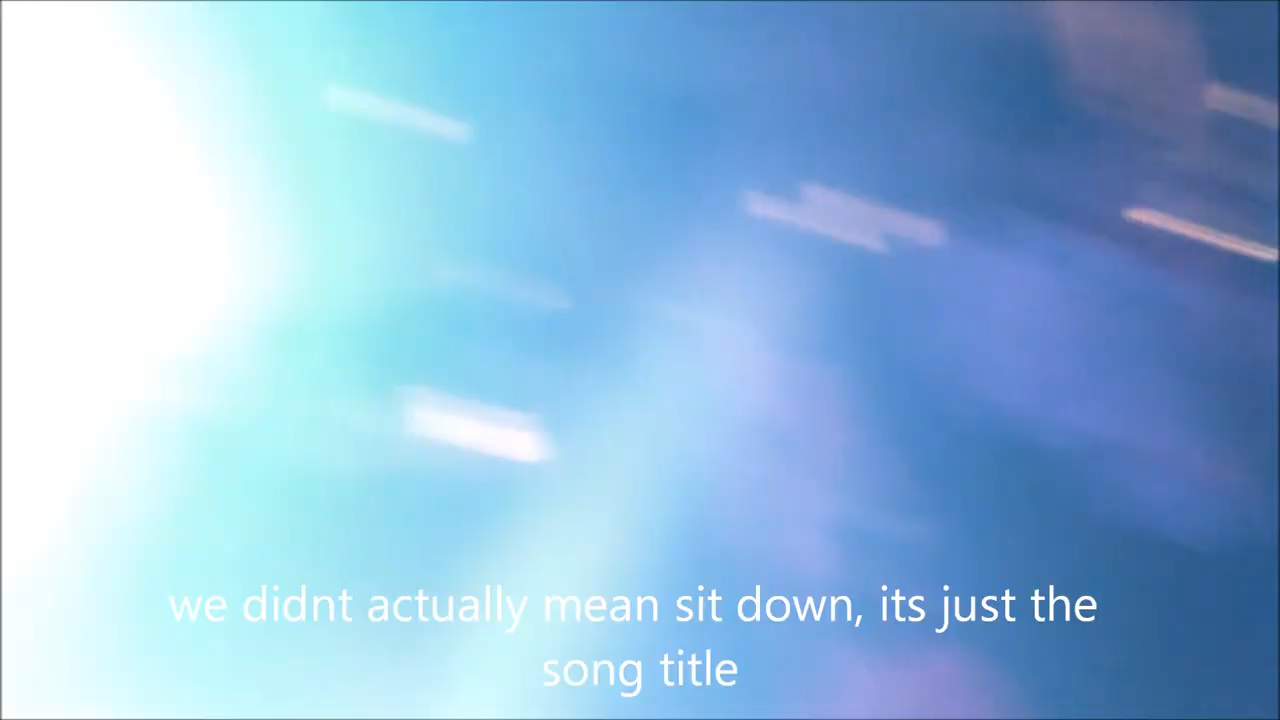 we didnt actually mean sit down, its just the
song title